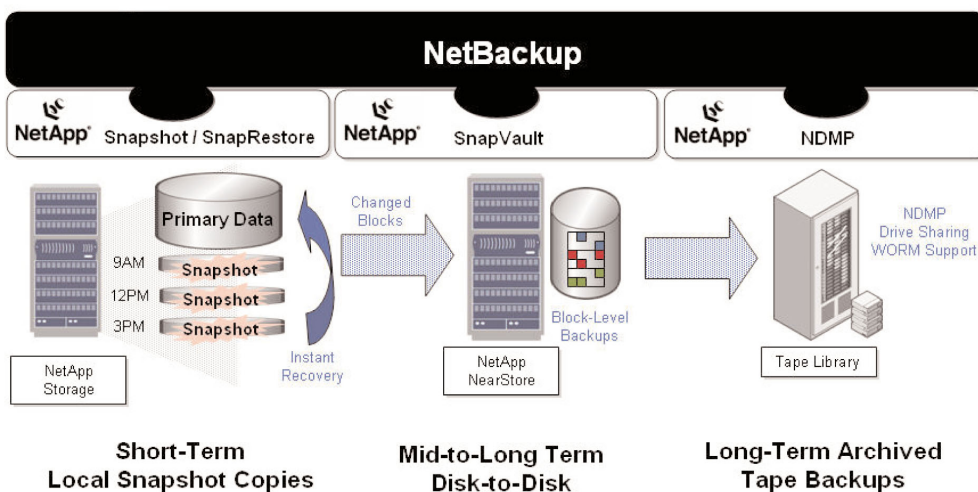 NetBackup
NetApp®
Snapshot / SnapRestore
NetApp®
SnapVault
NetApp®
NDMP
Primary Data
9AM
Snapshot
12PM
Snapshot
3PM
Snapshot
Instant
Recovery
NetApp
Storage
Changed
Blocks
Block-Level
Backups
NetApp
NearStore
NDMP
Drive Sharing
WORM Support
Tape Library
Short-Term
Local Snapshot Copies
Mid-to-Long Term
Disk-to-Disk
Long-Term Archived
Tape Backups